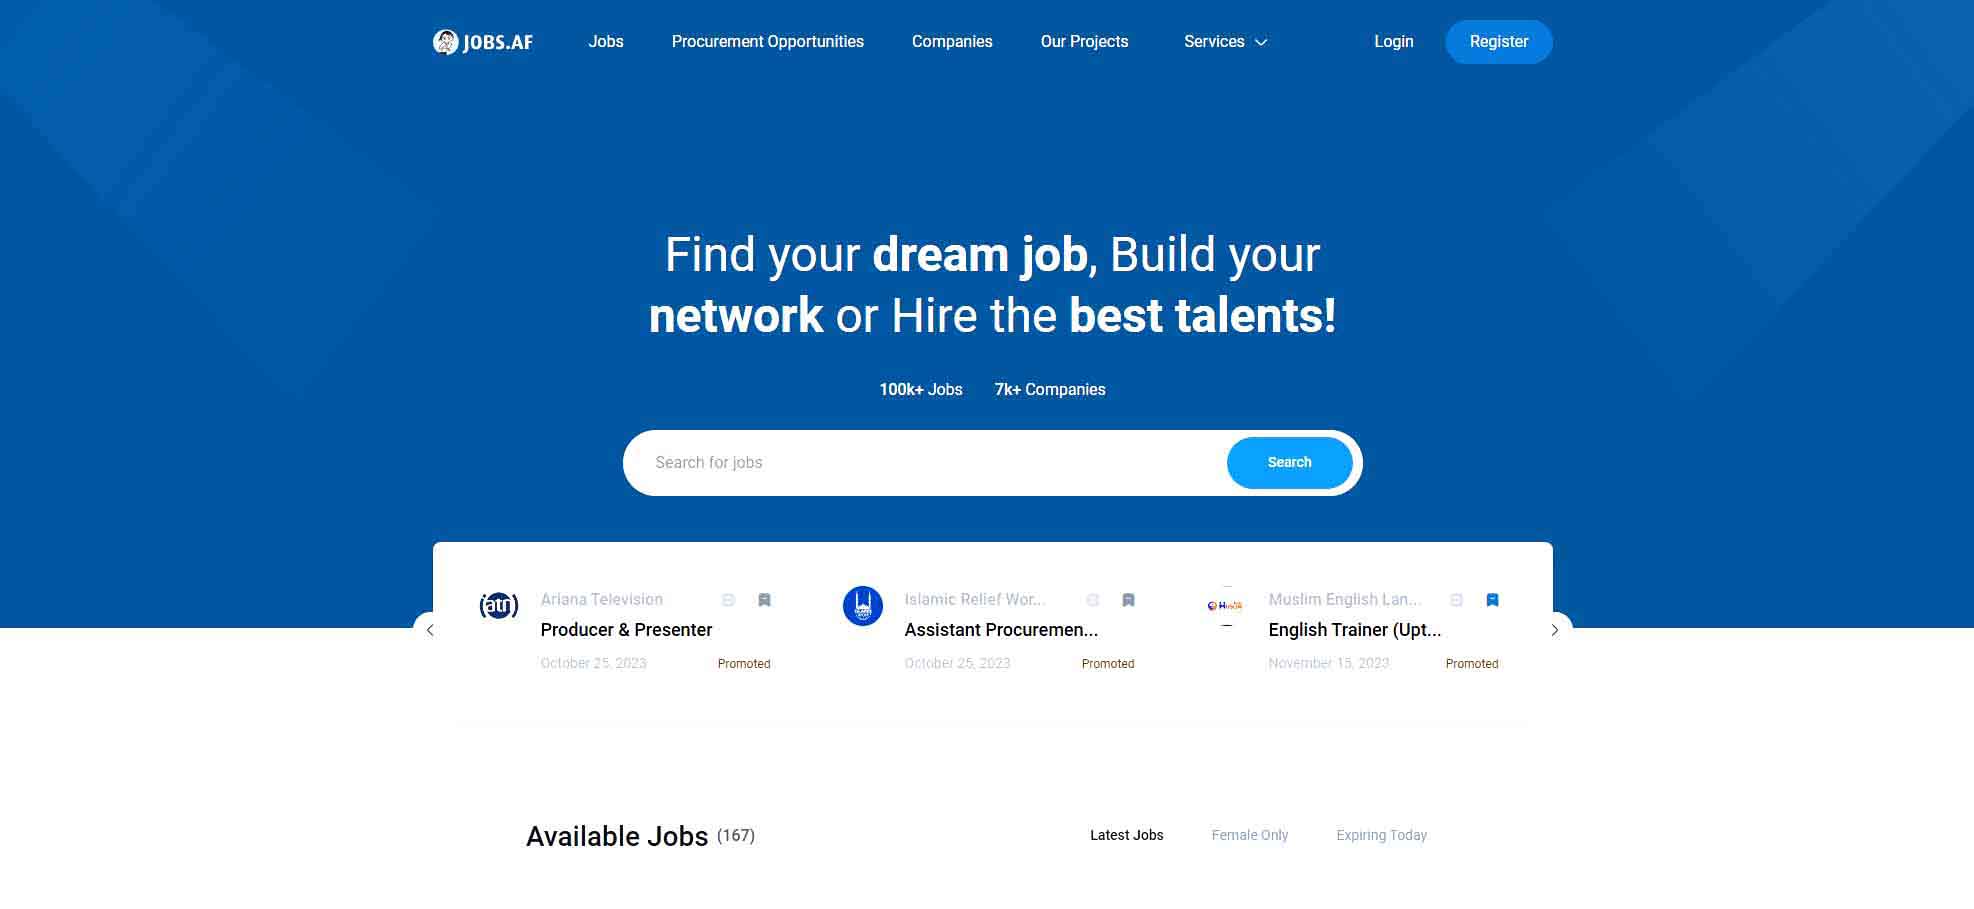 JOBS.AF
Jobs
Procurement Opportunities
Companies
Our Projects
Services
Login
Register
Find your dream job, Build your
network or Hire the best talents!
100k+ Jobs
7k+ Companies
Search for jobs
Search
(atn)
Ariana Television
Producer & Presenter
October 25, 2023
Promoted
Islamic Relief Wor...
Assistant Procuremen...
October 25, 2023
Promoted
Muslim English Lan...
English Trainer (Upt...
November 15, 2023
Promoted
Available Jobs (167)
Latest Jobs
Female Only
Expiring Today